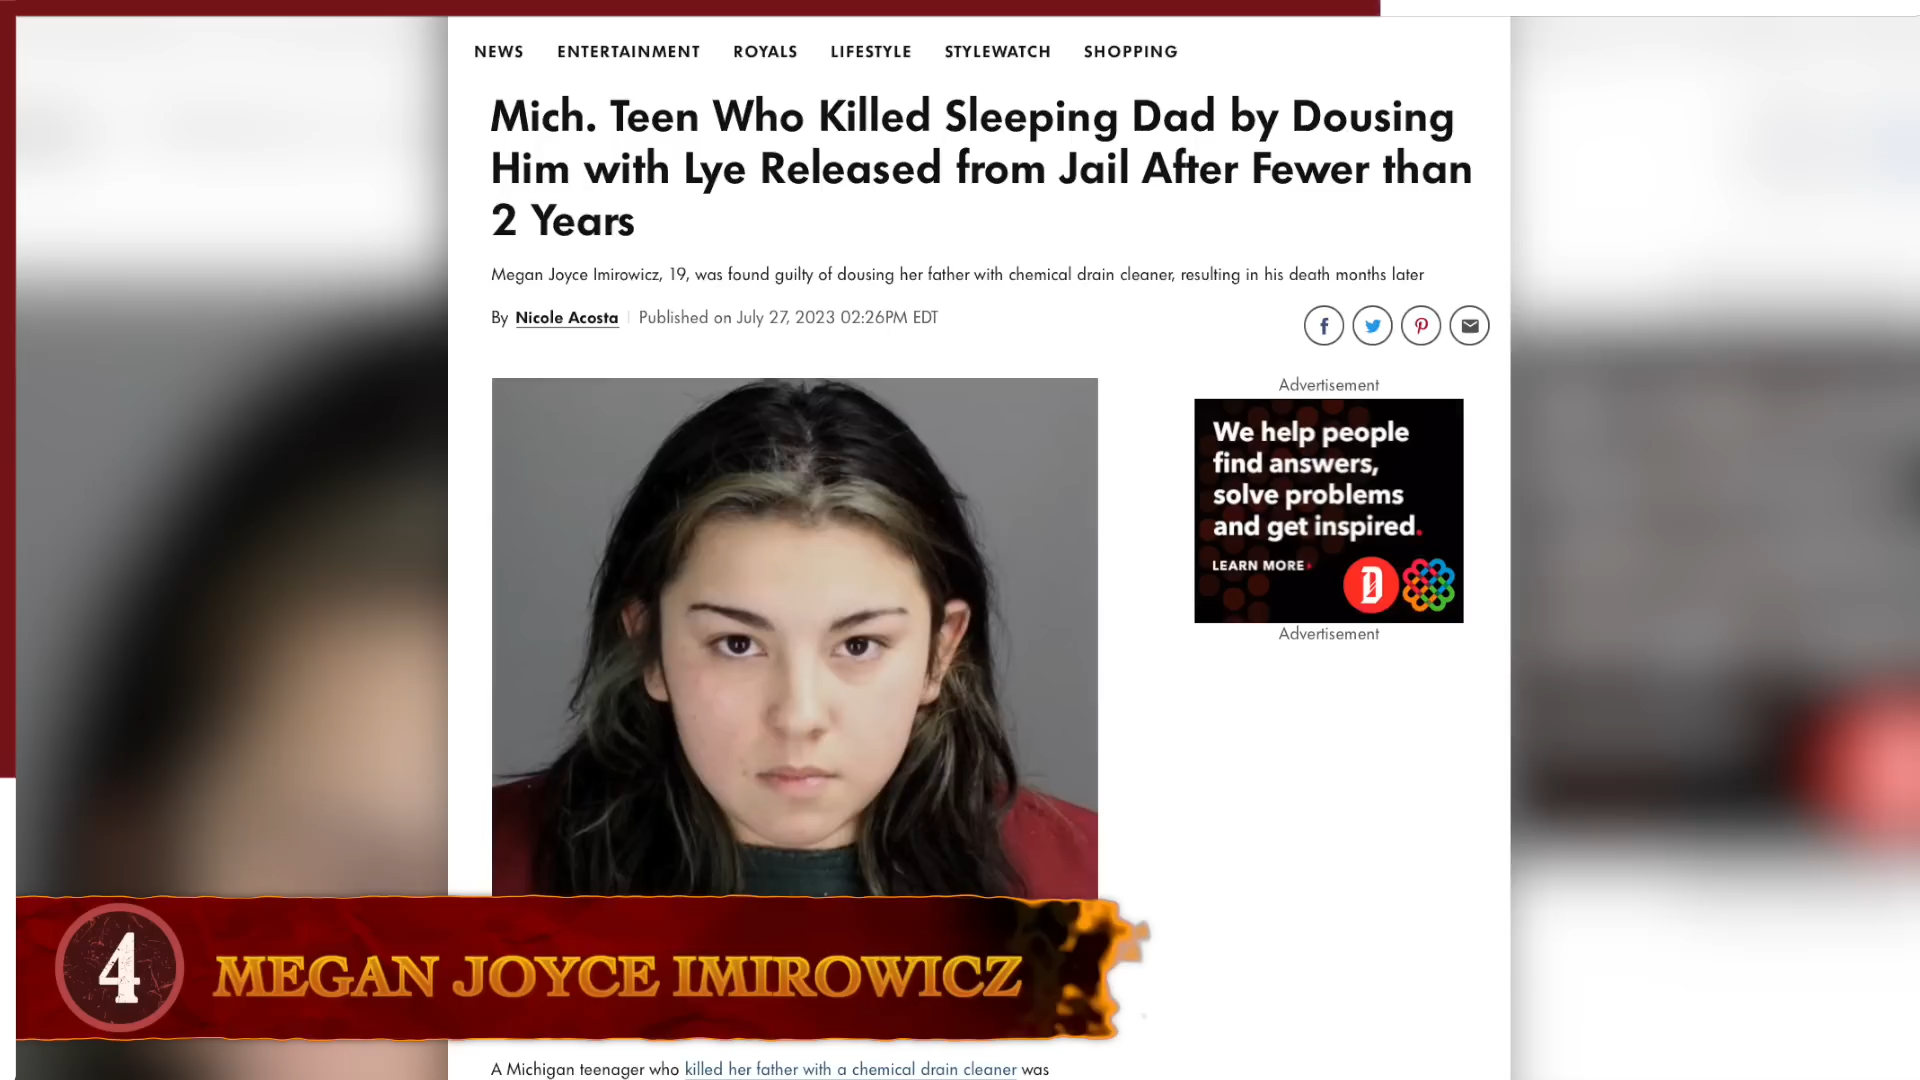 NEWS ENTERTAINMENT ROYALS LIFESTYLE STYLEWATCH SHOPPING
Mich. Teen Who Killed Sleeping Dad by Dousing
Him with Lye Released from Jail After Fewer than
2 Years
Megan Joyce Imirowicz, 19, was found guilty of dousing her father with chemical drain cleaner, resulting in his death months later
By Nicole Acosta | Published on July 27, 2023 02:26PM EDT
Advertisement
We help people
find answers,
solve problems
and get inspired.
LEARN MORE
D
Advertisement
4 MEGAN JOYCE IMIROWICZ
A Michigan teenager who killed her father with a chemical drain cleaner was